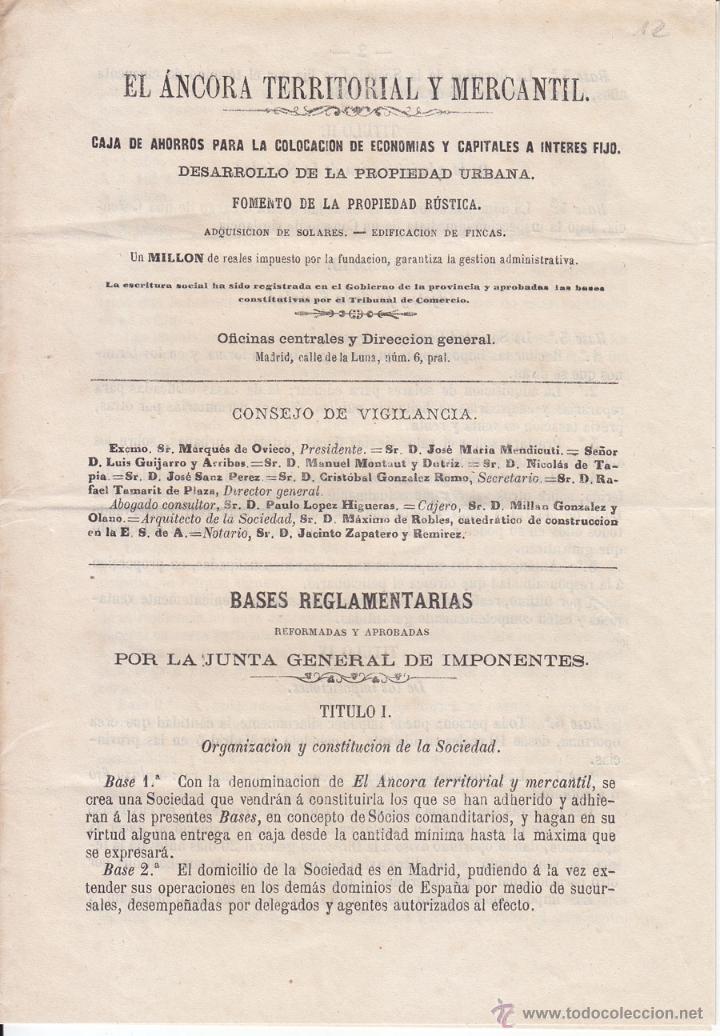 12
EL ÁNCORA TERRITORIAL Y MERCANTIL.
CAJA DE AHORROS PARA LA COLOCACION DE ECONOMIAS Y CAPITALES A INTERES FIJO.
DESARROLLO DE LA PROPIEDAD URBANA.
FOMENTO DE LA PROPIEDAD RÚSTICA.
ADQUISICION DE SOLARES. — EDIFICACION DE FINCAS.
Un MILLON de reales impuesto por la fundacion, garantiza la gestion administrativa.
La escritura social ha sido registrada en el Gobierno de la provincia y aprobadas las bases
constitutivas por el Tribunal de Comercio.
Oficinas centrales y Direccion general.
Madrid, calle de la Luna, núm. 6, pral.
CONSEJO DE VIGILANCIA.
Excmo. Sr. Marqués de Ovieco, Presidente. = Sr. D. José Maria Mendicuti. = Señor
D. Luis Guijarro y Arribas.=Sr. D. Manuel Montaut y Dutriz. = Sr. D. Nicolás de Ta-
pia.=Sr. D. José Sanz Perez.=Sr. D. Cristóbal Gonzalez Romo, Secretario.=Sr. D. Ra-
fael Tamarit de Plaza, Director general.
Abogado consultor, Sr. D. Paulo Lopez Higueras. = Cajero, Sr. D. Millan Gonzalez y
Olano.=Arquitecto de la Sociedad, Sr. D. Máximo de Robles, catedrático de construccion
en la E. S. de A.=Notario, Sr. D. Jacinto Zapatero y Remirez.
BASES REGLAMENTARIAS
REFORMADAS Y APROBADAS
POR LA JUNTA GENERAL DE IMPONENTES.
TITULO I.
Organizacion y constitucion de la Sociedad.
Base 1.ª Con la denominacion de El Ancora territorial y mercantil, se
crea una Sociedad que vendrán á constituirla los que se han adherido y adhie-
ran á las presentes Bases, en concepto de Sócios comanditarios, y hagan en su
virtud alguna entrega en caja desde la cantidad mínima hasta la máxima que
se expresará.
Base 2.ª El domicilio de la Sociedad es en Madrid, pudiendo á la vez ex-
tender sus operaciones en los demás dominios de España por medio de sucur-
sales, desempeñadas por delegados y agentes autorizados al efecto.
www.todocoleccion.net